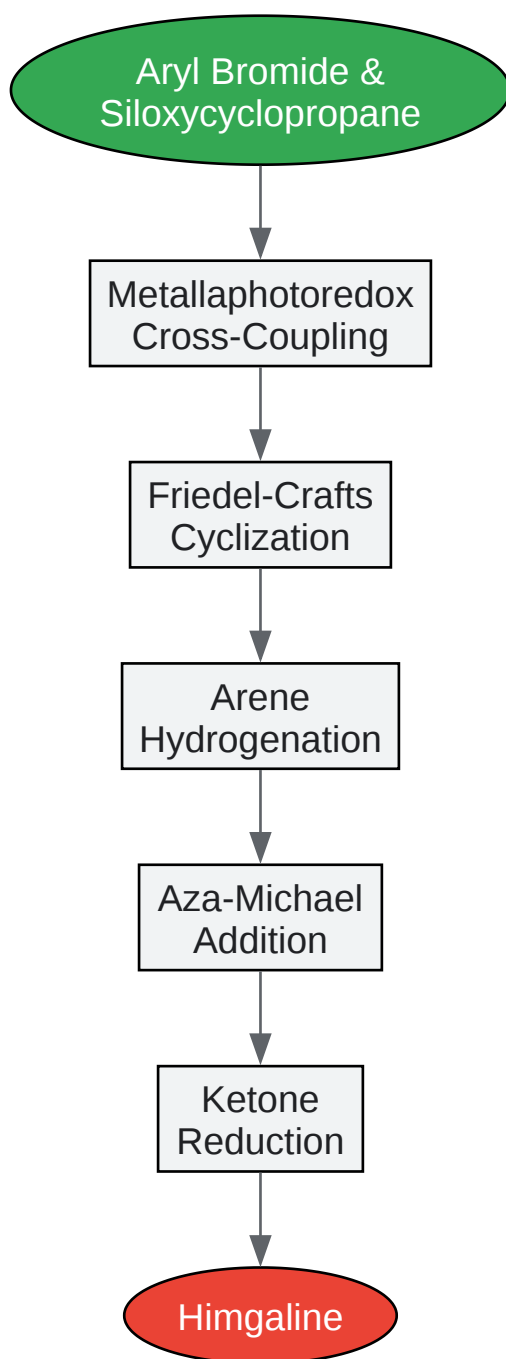 Aryl Bromide &
Siloxycyclopropane
Metallaphotoredox
Cross-Coupling
Friedel-Crafts
Cyclization
Arene
Hydrogenation
Aza-Michael
Addition
Ketone
Reduction
Himgaline